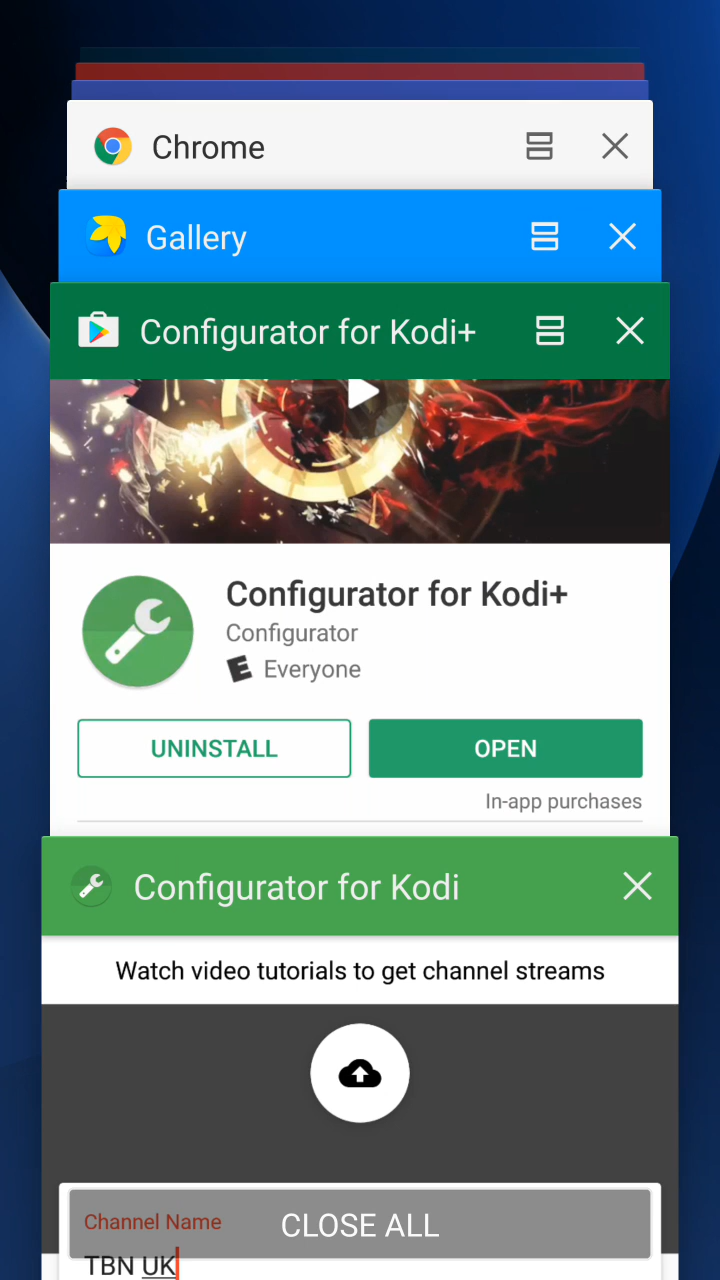 Chrome
Gallery
Configurator for Kodi+
Configurator for Kodi+
Configurator
E Everyone
UNINSTALL
OPEN
In-app purchases
Configurator for Kodi
Watch video tutorials to get channel streams
Channel Name
CLOSE ALL
TBN UK